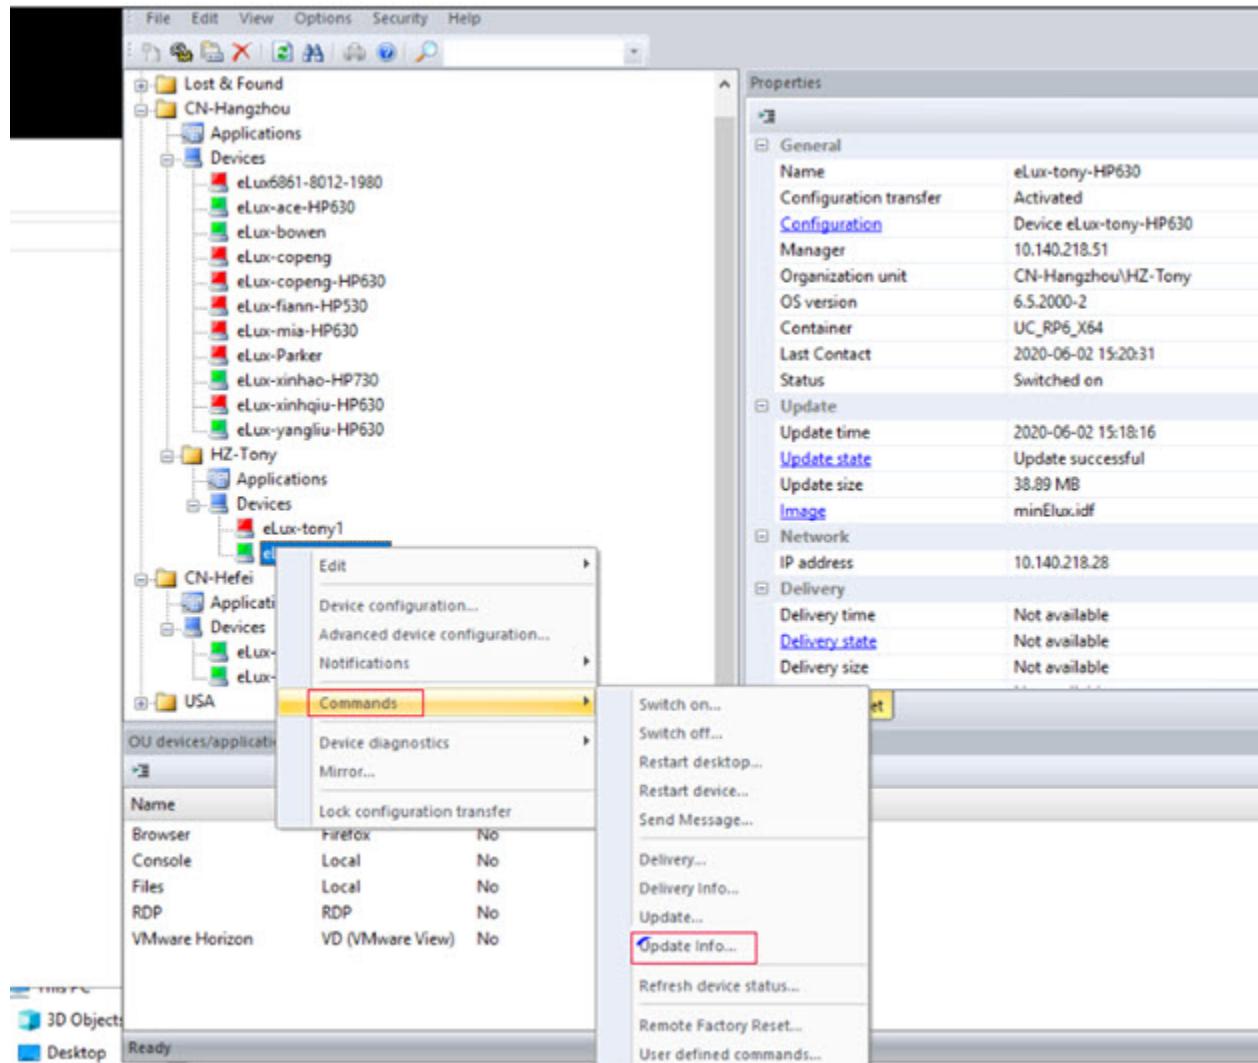 File Edit View Options Security Help
Lost & Found
CN-Hangzhou
Applications
Devices
eLux6861-8012-1980
eLux-ace-HP630
eLux-bowen
eLux-copeng
eLux-copeng-HP630
eLux-fiann-HP530
eLux-mia-HP630
eLux-Parker
eLux-xinhao-HP730
eLux-xinhqiu-HP630
eLux-yangliu-HP630
HZ-Tony
Applications
Devices
eLux-tony1
CN-Hefei
Applicati
Devices
eLux-
eLux-
USA
Edit
Device configuration...
Advanced device configuration...
Notifications
Commands
Device diagnostics
Mirror...
Lock configuration transfer
Switch on...
Switch off...
Restart desktop...
Restart device...
Send Message...
Delivery...
Delivery Info...
Update...
Update Info...
Refresh device status...
Remote Factory Reset...
User defined commands...
Properties
General
Name eLux-tony-HP630
Configuration transfer Activated
Configuration Device eLux-tony-HP630
Manager 10.140.218.51
Organization unit CN-Hangzhou\HZ-Tony
OS version 6.5.2000-2
Container UC_RP6_X64
Last Contact 2020-06-02 15:20:31
Status Switched on
Update
Update time 2020-06-02 15:18:16
Update state Update successful
Update size 38.89 MB
Image minElux.idf
Network
IP address 10.140.218.28
Delivery
Delivery time Not available
Delivery state Not available
Delivery size Not available
et
OU devices/applicati
Name
Browser Firefox No
Console Local No
Files Local No
RDP RDP No
VMware Horizon VD (VMware View) No
This PC
3D Objects
Desktop
Ready